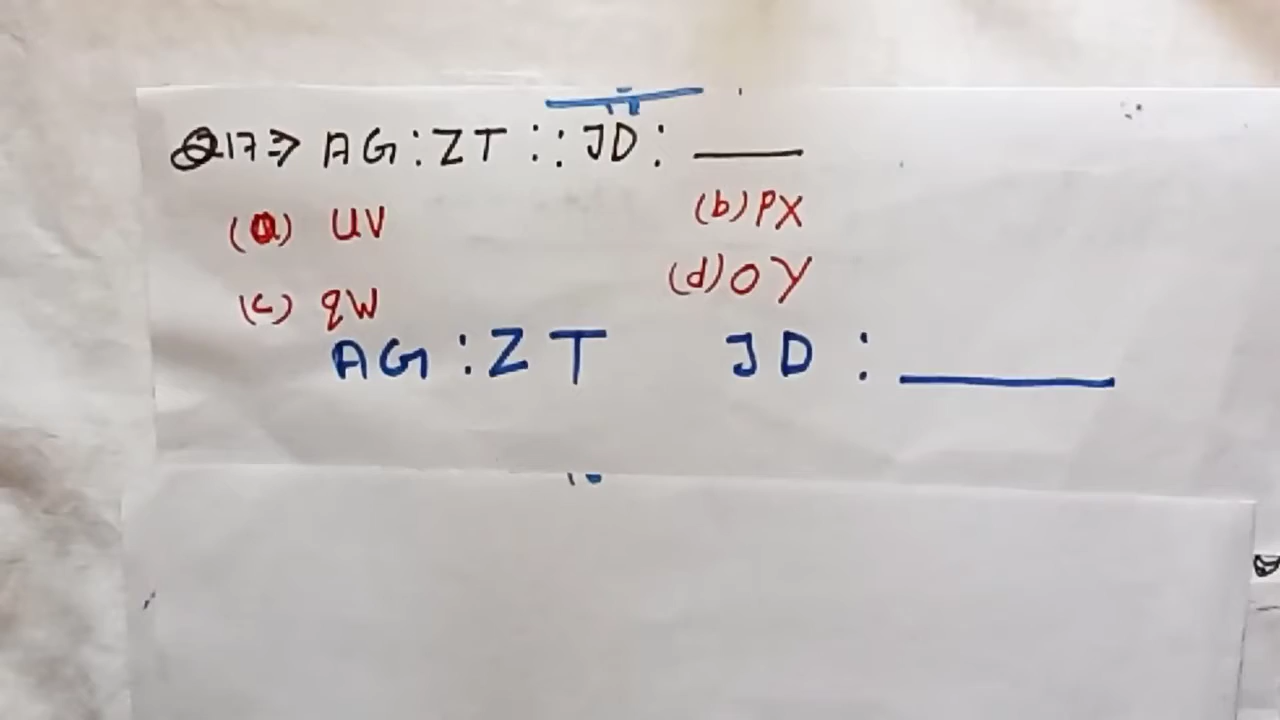 Q17⇒ AG:ZT::JD: ____
(a) UV (b) PX
(c) qW (d) OY
AG:ZT JD: ____